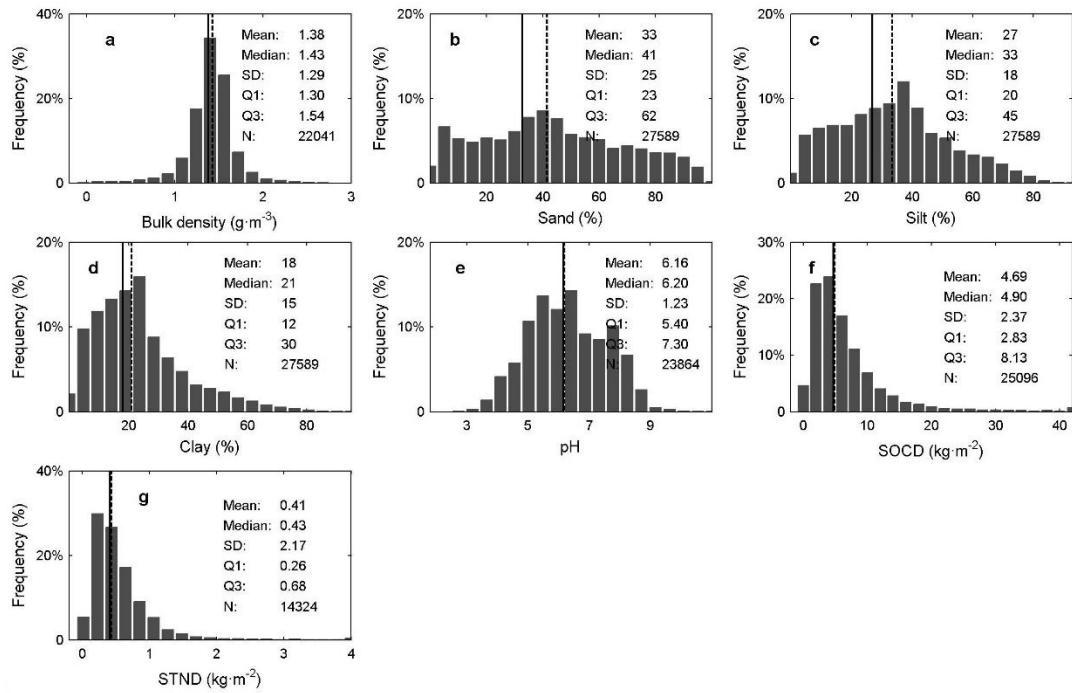 40%
20%
0
Frequency (%)
a
Mean: 1.38
Median: 1.43
SD: 1.29
Q1: 1.30
Q3: 1.54
N: 22041
0 1 2 3
Bulk density (g·m⁻³)
20%
10%
0
Frequency (%)
b
Mean: 33
Median: 41
SD: 25
Q1: 23
Q3: 62
N: 27589
20 40 60 80
Sand (%)
20%
10%
0
Frequency (%)
c
Mean: 27
Median: 33
SD: 18
Q1: 20
Q3: 45
N: 27589
20 40 60 80
Silt (%)
20%
10%
0
Frequency (%)
d
Mean: 18
Median: 21
SD: 15
Q1: 12
Q3: 30
N: 27589
20 40 60 80
Clay (%)
20%
10%
0
Frequency (%)
e
Mean: 6.16
Median: 6.20
SD: 1.23
Q1: 5.40
Q3: 7.30
N: 23864
3 5 7 9
pH
30%
20%
10%
0
Frequency (%)
f
Mean: 4.69
Median: 4.90
SD: 2.37
Q1: 2.83
Q3: 8.13
N: 25096
0 10 20 30 40
SOCD (kg·m⁻²)
40%
20%
0
Frequency (%)
g
Mean: 0.41
Median: 0.43
SD: 2.17
Q1: 0.26
Q3: 0.68
N: 14324
0 1 2 3 4
STND (kg·m⁻²)